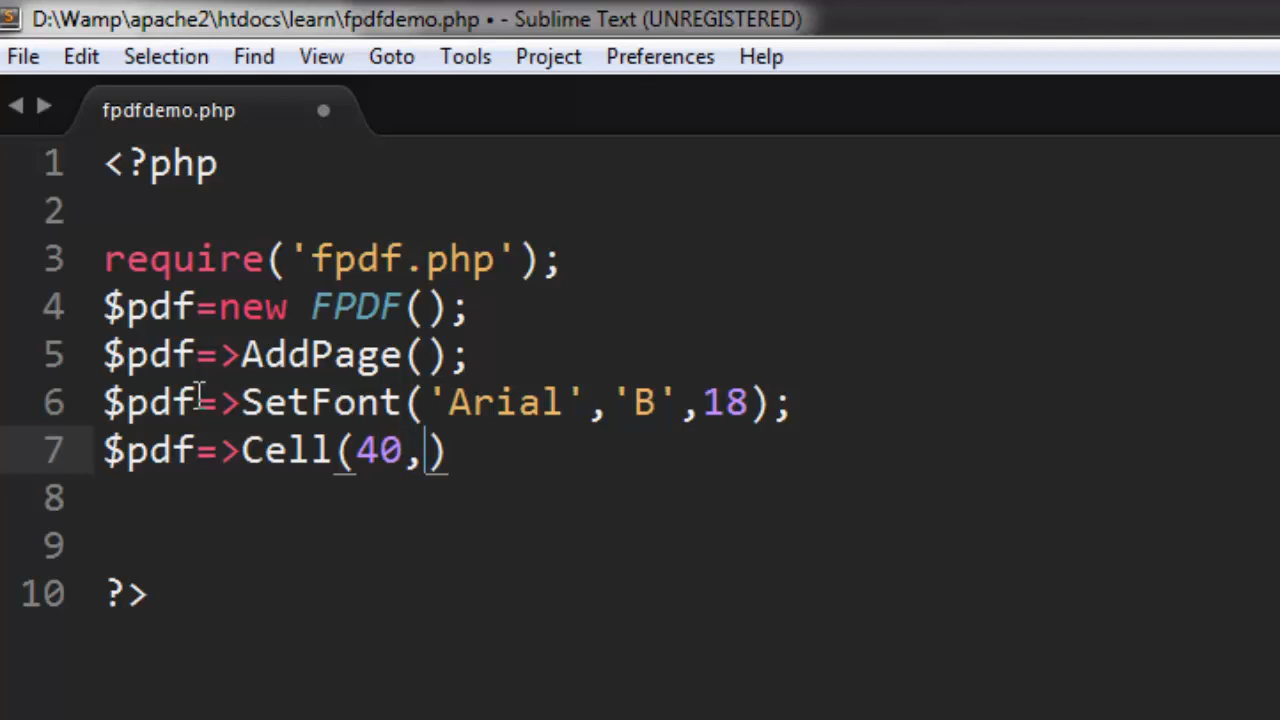 D:\Wamp\apache2\htdocs\learn\fpdfdemo.php • - Sublime Text (UNREGISTERED)
File Edit Selection Find View Goto Tools Project Preferences Help
fpdfdemo.php
1 <?php
2
3 require('fpdf.php');
4 $pdf=new FPDF();
5 $pdf=>AddPage();
6 $pdf=>SetFont('Arial','B',18);
7 $pdf=>Cell(40,)
8
9
10 ?>